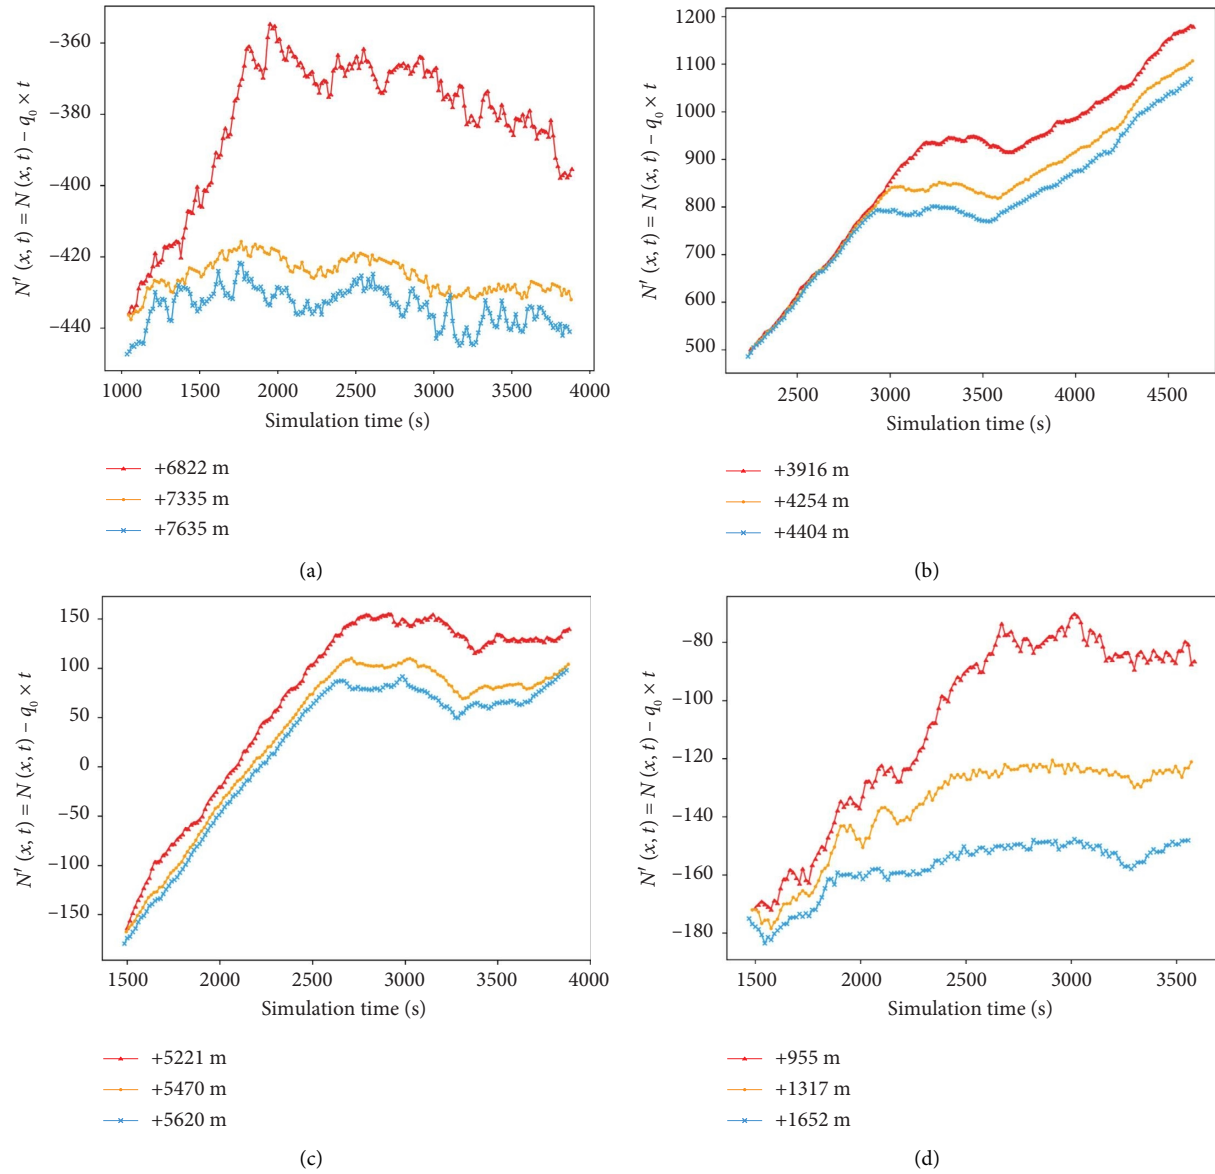 −360
−380
−400
−420
−440
N′ (x, t) = N (x, t) − q₀ × t
1000 1500 2000 2500 3000 3500 4000
Simulation time (s)
+6822 m
+7335 m
+7635 m
(a)
1200
1100
1000
900
800
700
600
500
N′ (x, t) = N (x, t) − q₀ × t
2500 3000 3500 4000 4500
Simulation time (s)
+3916 m
+4254 m
+4404 m
(b)
150
100
50
0
−50
−100
−150
N′ (x, t) = N (x, t) − q₀ × t
1500 2000 2500 3000 3500 4000
Simulation time (s)
+5221 m
+5470 m
+5620 m
(c)
−80
−100
−120
−140
−160
−180
N′ (x, t) = N (x, t) − q₀ × t
1500 2000 2500 3000 3500
Simulation time (s)
+955 m
+1317 m
+1652 m
(d)